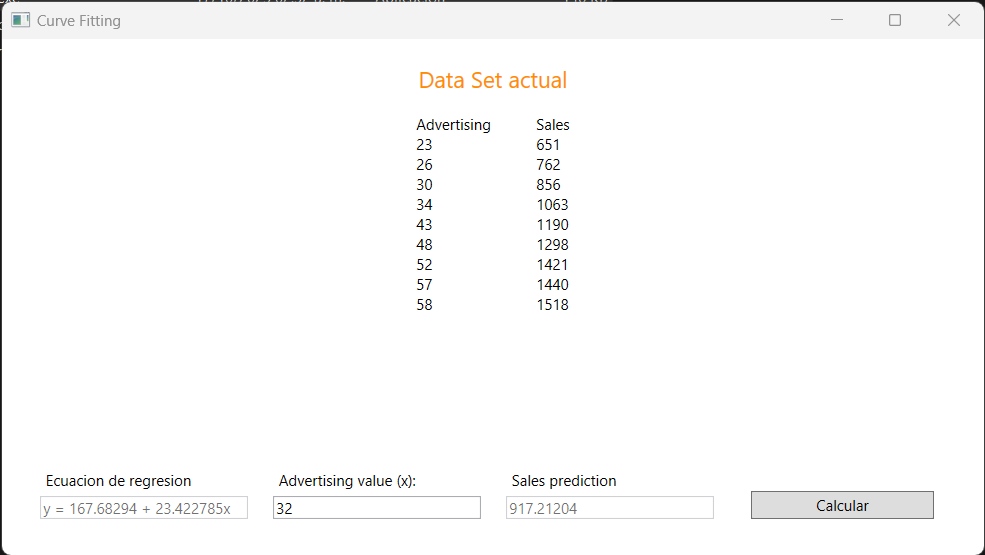 Curve Fitting
Data Set actual
Advertising Sales
23 651
26 762
30 856
34 1063
43 1190
48 1298
52 1421
57 1440
58 1518
Ecuacion de regresion Advertising value (x): Sales prediction
y = 167.68294 + 23.422785x 32 917.21204 Calcular